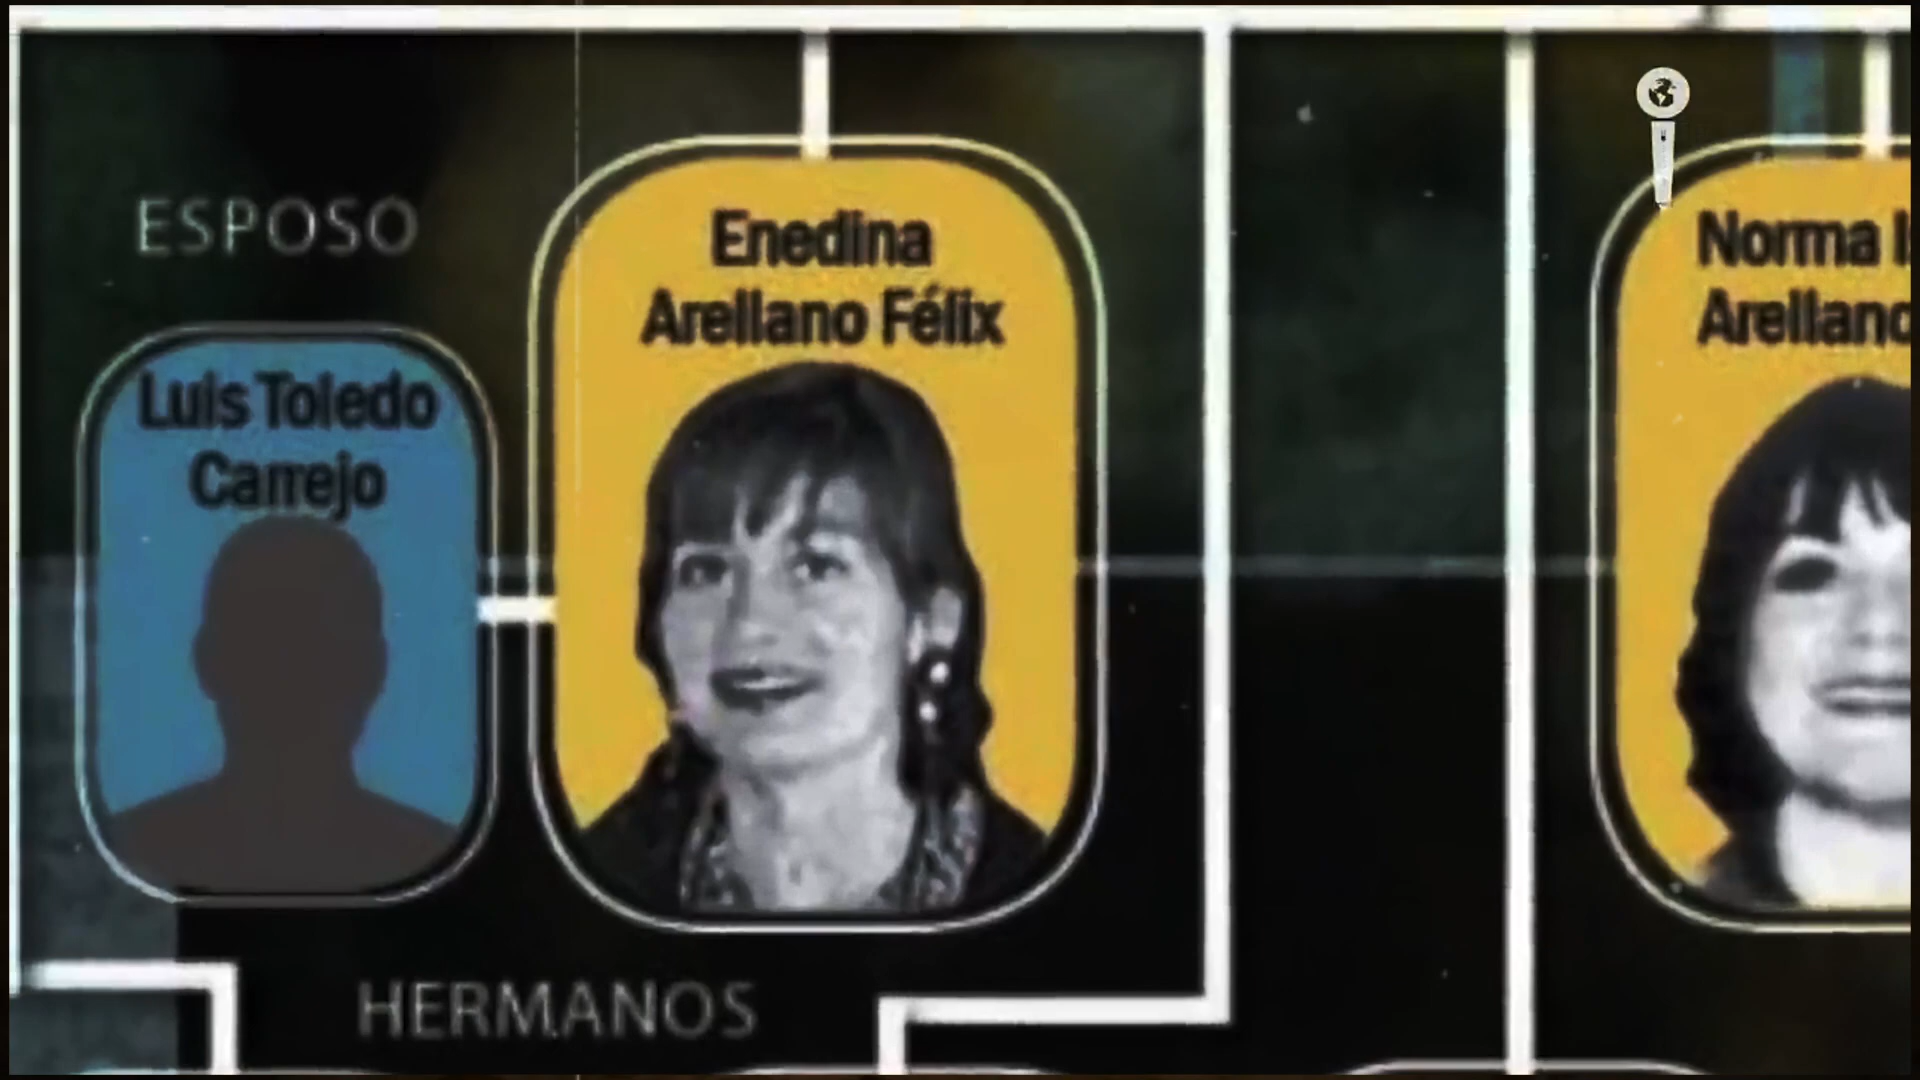 ESPOSO
Luis Toledo
Carrejo
Enedina
Arellano Félix
Norma
Arellano
HERMANOS